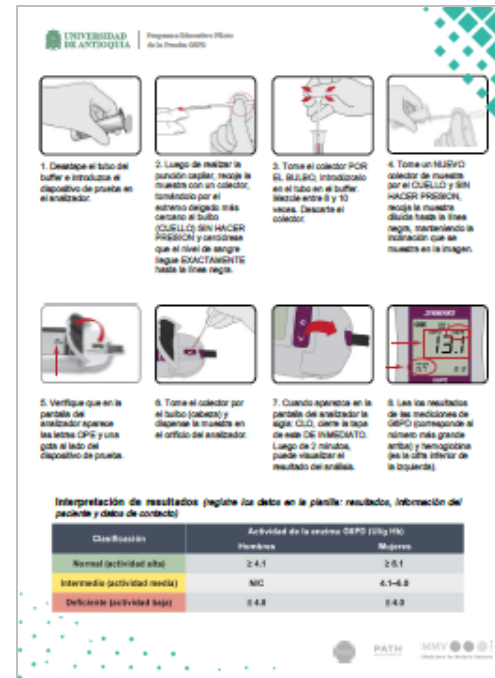 UNIVERSIDAD
DE ANTIOQUIA
Programa Educativo Piloto
de la Prueba G6PD
1. Desatape el tubo del
buffer e introduzca el
dispositivo de prueba en
el analizador.
2. Luego de realizar la
punción capilar, recoja la
muestra con un colector,
tomándolo por el
extremo delgado más
cercano al bulbo
(CUELLO) SIN HACER
PRESION y cerciórese
que el nivel de sangre
llegue EXACTAMENTE
hasta la línea negra.
3. Tome el colector POR
EL BULBO, introdúzcalo
en el tubo en el buffer.
Mezcle entre 8 y 10
veces. Descarte el
colector.
4. Tome un NUEVO
colector de muestra
por el CUELLO y SIN
HACER PRESION,
recoja la muestra
diluida hasta la línea
negra, manteniendo la
inclinación que se
muestra en la imagen.
5. Verifique que en la
pantalla del
analizador aparece
las letras OPE y una
gota al lado del
dispositivo de prueba.
6. Tome el colector por
el bulbo (cabeza) y
dispense la muestra en
el orificio del analizador.
7. Cuando aparezca en la
pantalla del analizador la
sigla: CLO, cierre la tapa
de este DE INMEDIATO.
Luego de 2 minutos,
puede visualizar el
resultado del análisis.
8. Lea los resultados
de las mediciones de
G6PD (corresponde al
número más grande
arriba) y hemoglobina
(es la cifra inferior de
la izquierda).
Interpretación de resultados (registre los datos en la planilla: resultados, información del
paciente y datos de contacto)
Clasificación
Actividad de la enzima G6PD (U/g Hb)
Hombres
Mujeres
Normal (actividad alta)
≥ 4.1
≥ 6.1
Intermedio (actividad media)
N/C
4.1–6.0
Deficiente (actividad baja)
≤ 4.0
≤ 4.0
PATH
MMV